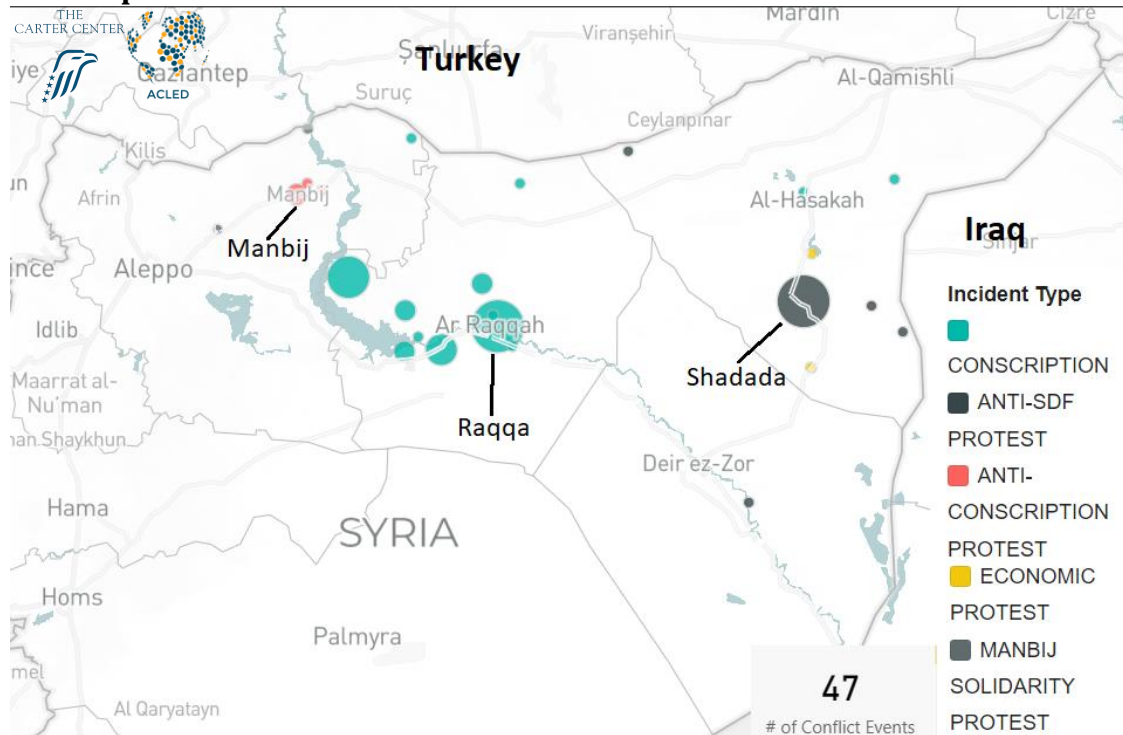 THE
CARTER CENTER
ACLED
Mardin
Cizre
Viranşehir
Şanlıurfa
Turkey
Gaziantep
Al-Qamishli
Suruç
Ceylanpınar
Kilis
Afrin
Manbij
Al-Hasakah
Manbij
Iraq
Sinjar
Aleppo
Incident Type
Idlib
Ar Raqqah
CONSCRIPTION
Shadada
Maarrat al-
Nu'man
ANTI-SDF
Raqqa
PROTEST
Deir ez-Zor
ANTI-
Hama
CONSCRIPTION
SYRIA
PROTEST
ECONOMIC
Homs
PROTEST
Palmyra
MANBIJ
47
SOLIDARITY
Al Qaryatayn
# of Conflict Events
PROTEST